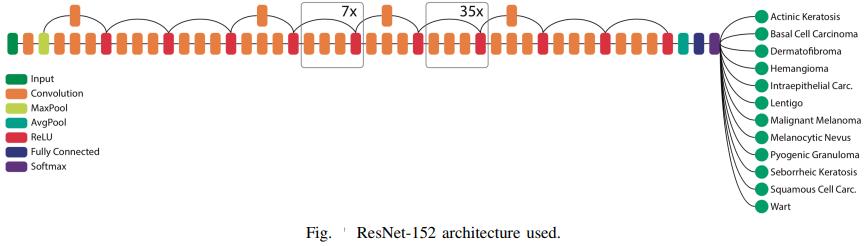 7x
35x
Input
Convolution
MaxPool
AvgPool
ReLU
Fully Connected
Softmax
Actinic Keratosis
Basal Cell Carcinoma
Dermatofibroma
Hemangioma
Intraepithelial Carc.
Lentigo
Malignant Melanoma
Melanocytic Nevus
Pyogenic Granuloma
Seborrheic Keratosis
Squamous Cell Carc.
Wart
Fig. ResNet-152 architecture used.